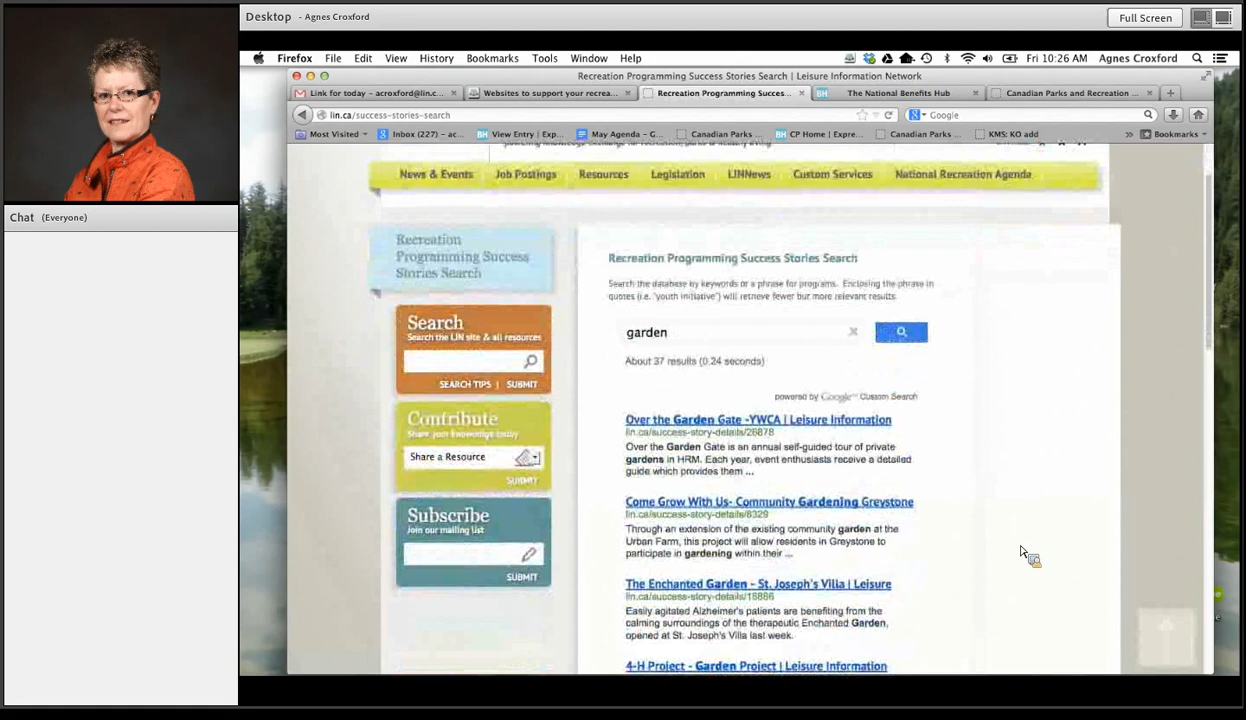 Desktop - Agnes Croxford
Full Screen
Firefox File Edit View History Bookmarks Tools Window Help
Fri 10:26 AM Agnes Croxford
Recreation Programming Success Stories Search | Leisure Information Network
Link for today - acroxford@lin.c...
Websites to support your recrea...
Recreation Programming Succes...
The National Benefits Hub
Canadian Parks and Recreation ...
lin.ca/success-stories-search
Google
Most Visited
Inbox (227) – ac...
BH View Entry | Exp...
May Agenda – G...
Canadian Parks ...
BH CP Home | Expre...
Canadian Parks ...
KMS: KO add
Bookmarks
News & Events Job Postings Resources Legislation LINNews Custom Services National Recreation Agenda
Chat (Everyone)
Recreation
Programming Success
Stories Search
Search
Search the LIN site & all resources
SEARCH TIPS | SUBMIT
Contribute
Share your knowledge today
Share a Resource
SUBMIT
Subscribe
Join our mailing list
SUBMIT
Recreation Programming Success Stories Search
Search the database by keywords or a phrase for programs. Enclosing the phrase in
quotes (i.e. "youth initiative") will retrieve fewer but more relevant results.
garden
About 37 results (0.24 seconds)
powered by Google™ Custom Search
Over the Garden Gate -YWCA | Leisure Information
lin.ca/success-story-details/26878
Over the Garden Gate is an annual self-guided tour of private
gardens in HRM. Each year, event enthusiasts receive a detailed
guide which provides them ...
Come Grow With Us- Community Gardening Greystone
lin.ca/success-story-details/8329
Through an extension of the existing community garden at the
Urban Farm, this project will allow residents in Greystone to
participate in gardening within their ...
The Enchanted Garden - St. Joseph's Villa | Leisure
lin.ca/success-story-details/18886
Easily agitated Alzheimer's patients are benefiting from the
calming surroundings of the therapeutic Enchanted Garden,
opened at St. Joseph's Villa last week.
4-H Project - Garden Project | Leisure Information